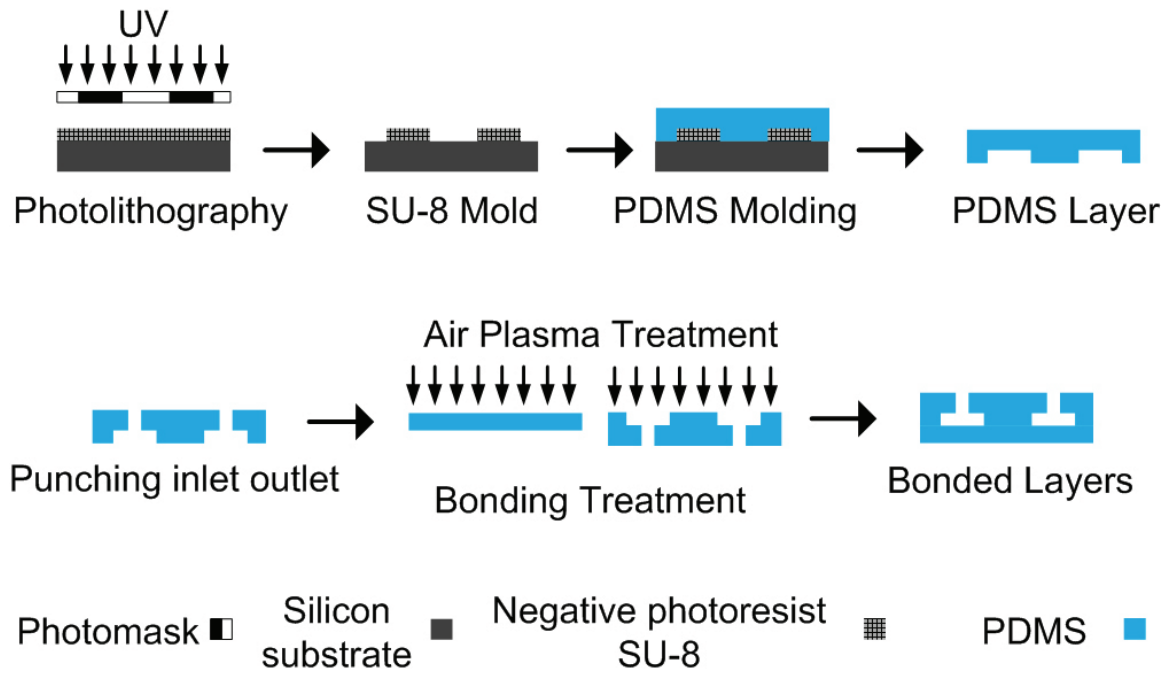 UV
Photolithography
SU-8 Mold
PDMS Molding
PDMS Layer
Air Plasma Treatment
Punching inlet outlet
Bonding Treatment
Bonded Layers
Photomask
Silicon
substrate
Negative photoresist
SU-8
PDMS